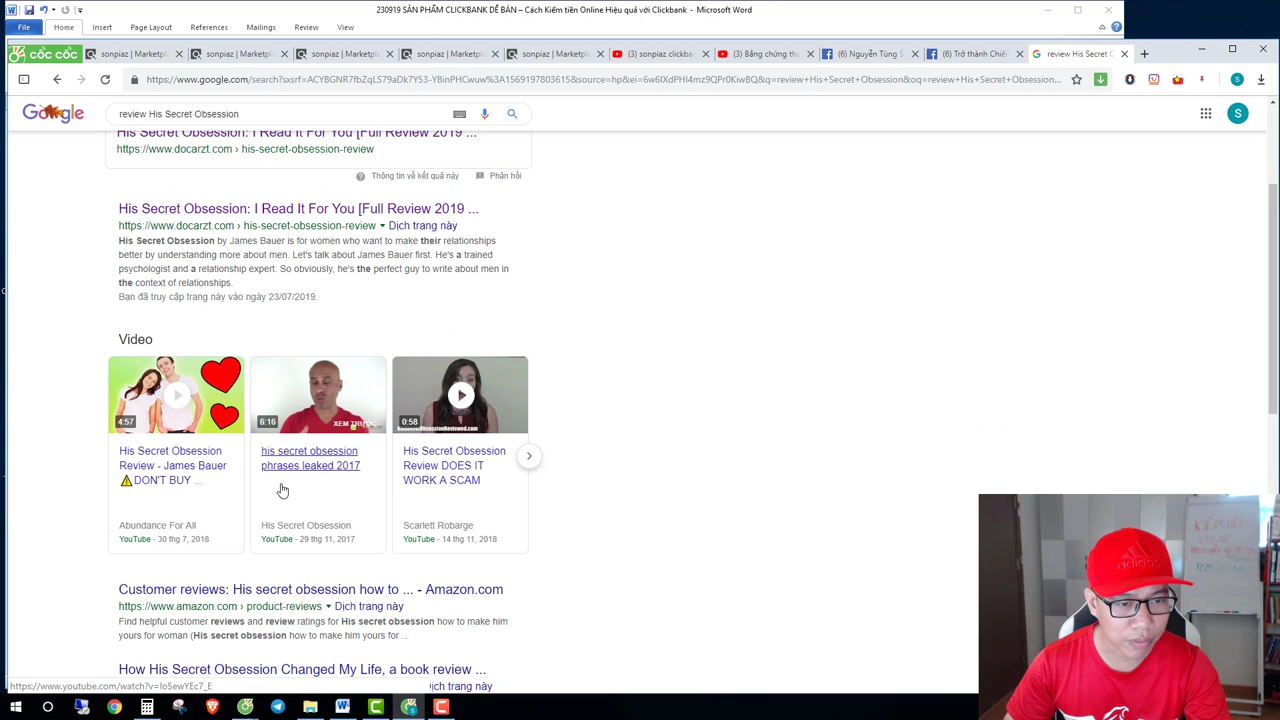 230919 SẢN PHẨM CLICKBANK DỄ BÁN – Cách Kiếm tiền Online Hiệu quả với Clickbank - Microsoft Word
File Home Insert Page Layout References Mailings Review View
CỐC CỐC sonpiaz | Marketpl sonpiaz | Marketpl sonpiaz | Marketpl sonpiaz | Marketpl sonpiaz | Marketpl (3) sonpiaz clickban (3) Bằng chứng thu (6) Nguyễn Tùng S (6) Trở thành Chiến review His Secret O
https://www.google.com/search?sxsrf=ACYBGNR7fbZqLS79aDk7Y53-YBinPHCwuw%3A1569197803615&source=hp&ei=6w6IXdPHI4mz9QPr0KiwBQ&q=review+His+Secret+Obsession&oq=review+His+Secret+Obsession... S
Google review His Secret Obsession S
His Secret Obsession: I Read It For You [Full Review 2019 ...
https://www.docarzt.com › his-secret-obsession-review
Thông tin về kết quả này Phản hồi
His Secret Obsession: I Read It For You [Full Review 2019 ...
https://www.docarzt.com › his-secret-obsession-review Dịch trang này
His Secret Obsession by James Bauer is for women who want to make their relationships
better by understanding more about men. Let's talk about James Bauer first. He's a trained
psychologist and a relationship expert. So obviously, he's the perfect guy to write about men in
the context of relationships.
Bạn đã truy cập trang này vào ngày 23/07/2019.
Video
4:57 6:16 XEM TRƯỚC 0:58
His Secret Obsession
Review - James Bauer
⚠DON'T BUY ...
Abundance For All
YouTube - 30 thg 7, 2018
his secret obsession
phrases leaked 2017
His Secret Obsession
YouTube - 29 thg 11, 2017
His Secret Obsession
Review DOES IT
WORK A SCAM
Scarlett Robarge
YouTube - 14 thg 11, 2018
Customer reviews: His secret obsession how to ... - Amazon.com
https://www.amazon.com › product-reviews Dịch trang này
Find helpful customer reviews and review ratings for His secret obsession how to make him
yours for woman (His secret obsession how to make him yours for ...
How His Secret Obsession Changed My Life, a book review ...
Dịch trang này
https://www.youtube.com/watch?v=Io5ewYEc7_E
adidas